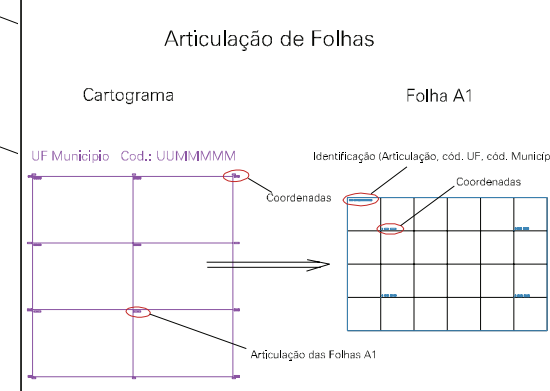 Articulação de Folhas
Cartograma
Folha A1
UF Municipio Cod.: UUMMMMM
Identificação (Articulação, cód. UF, cód. Municíp
Coordenadas
Coordenadas
Articulação das Folhas A1